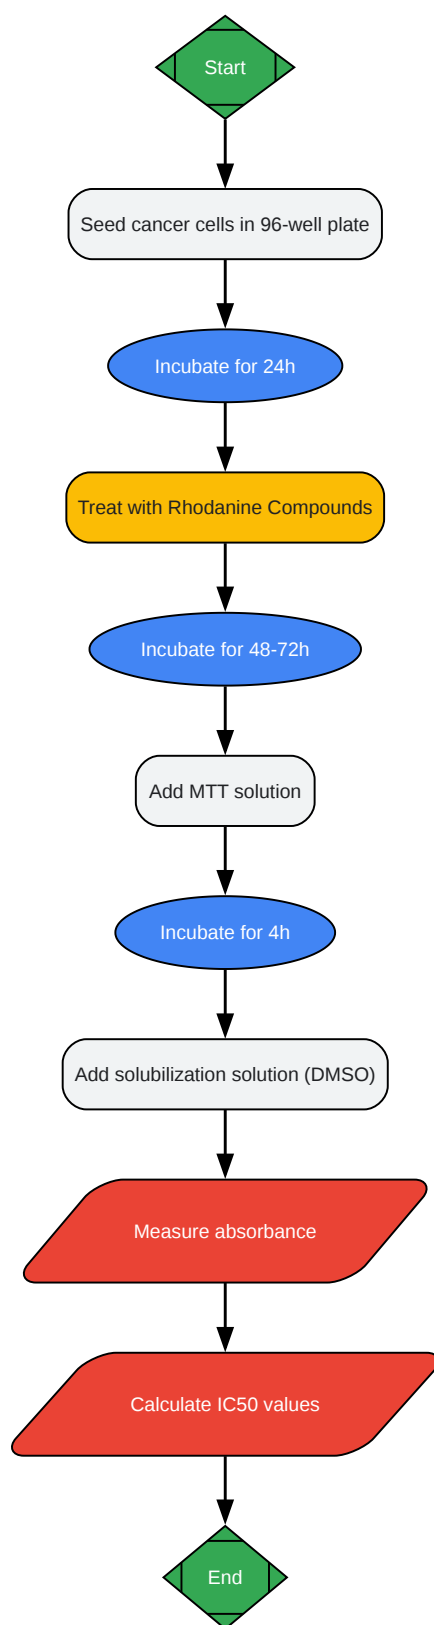 Start
Seed cancer cells in 96-well plate
Incubate for 24h
Treat with Rhodanine Compounds
Incubate for 48-72h
Add MTT solution
Incubate for 4h
Add solubilization solution (DMSO)
Measure absorbance
Calculate IC50 values
End